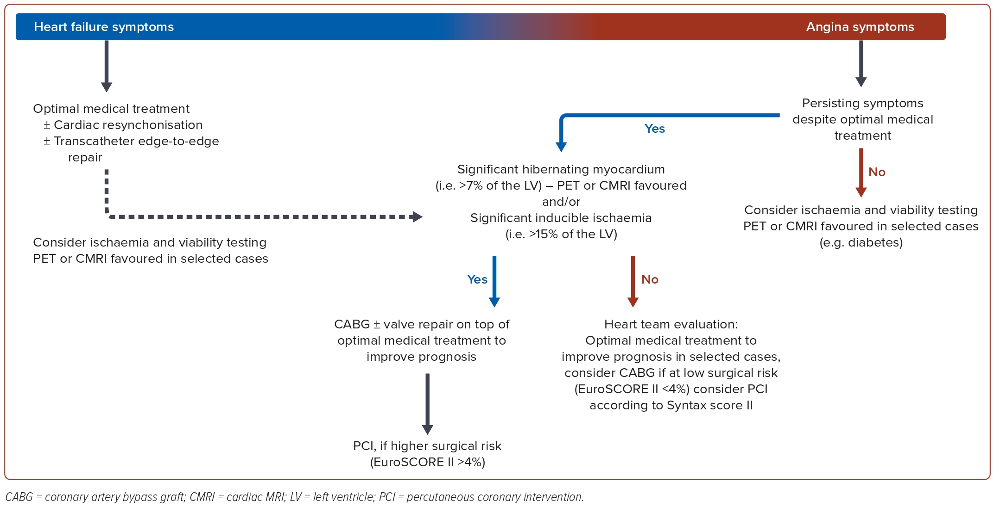 Heart failure symptoms
Angina symptoms
Optimal medical treatment
± Cardiac resynchonisation
± Transcatheter edge-to-edge
repair
Consider ischaemia and viability testing
PET or CMRI favoured in selected cases
Persisting symptoms
despite optimal medical
treatment
Yes
No
Significant hibernating myocardium
(i.e. >7% of the LV) – PET or CMRI favoured
and/or
Significant inducible ischaemia
(i.e. >15% of the LV)
Consider ischaemia and viability testing
PET or CMRI favoured in selected cases
(e.g. diabetes)
Yes
No
CABG ± valve repair on top of
optimal medical treatment to
improve prognosis
Heart team evaluation:
Optimal medical treatment to
improve prognosis in selected cases,
consider CABG if at low surgical risk
(EuroSCORE II <4%) consider PCI
according to Syntax score II
PCI, if higher surgical risk
(EuroSCORE II >4%)
CABG = coronary artery bypass graft; CMRI = cardiac MRI; LV = left ventricle; PCI = percutaneous coronary intervention.